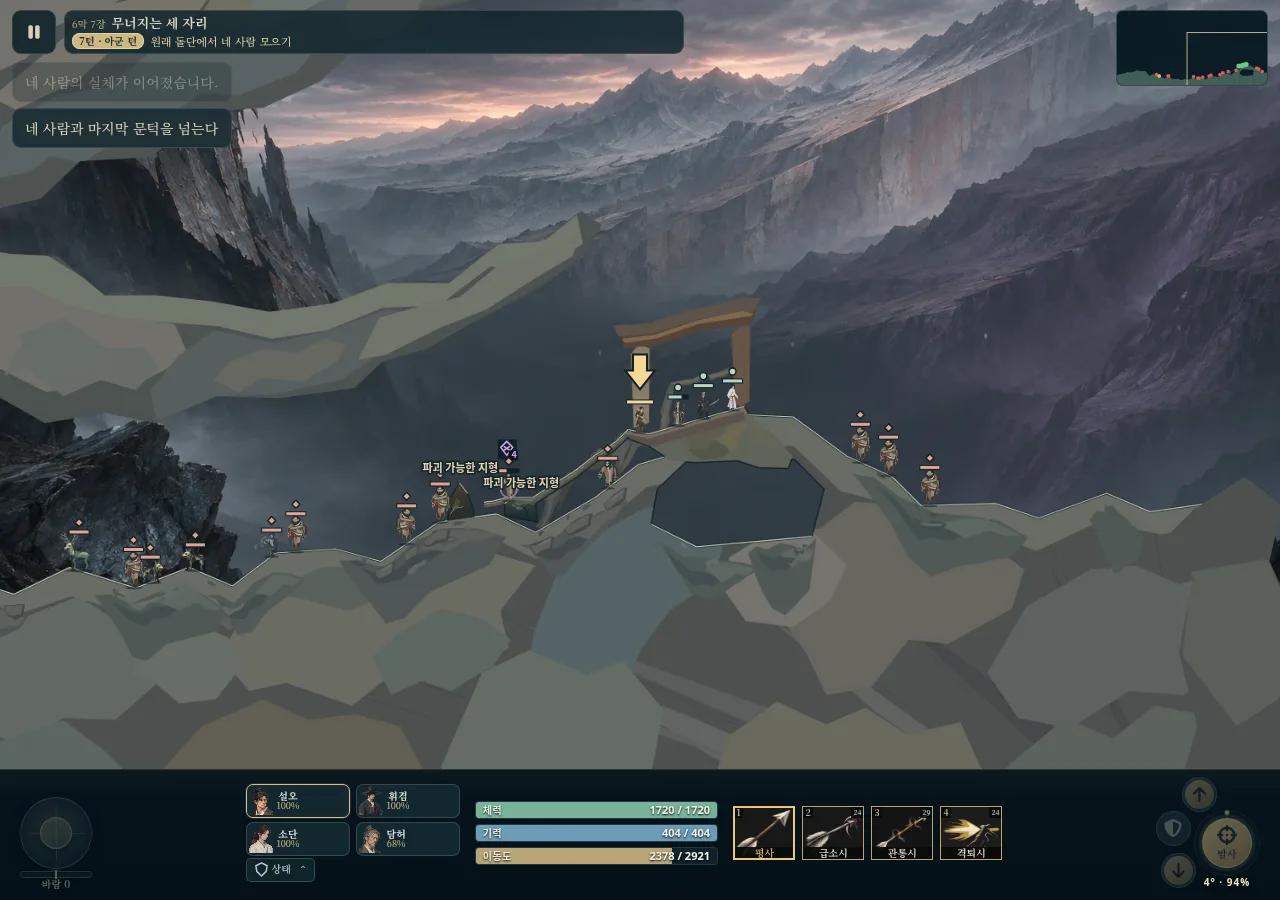 6막 7장 무너지는 세 자리
7턴 · 아군 턴 원래 돌단에서 네 사람 모으기
네 사람의 실체가 이어졌습니다.
네 사람과 마지막 문턱을 넘는다
4
파괴 가능한 지형
파괴 가능한 지형
설오
100%
휘검
100%
소단
100%
담허
68%
상태
바람 0
체력 1720 / 1720
기력 404 / 404
이동도 2378 / 2921
1
평사
2 24
급소시
3 29
관통시
4 24
격퇴시
발사
4° · 94%